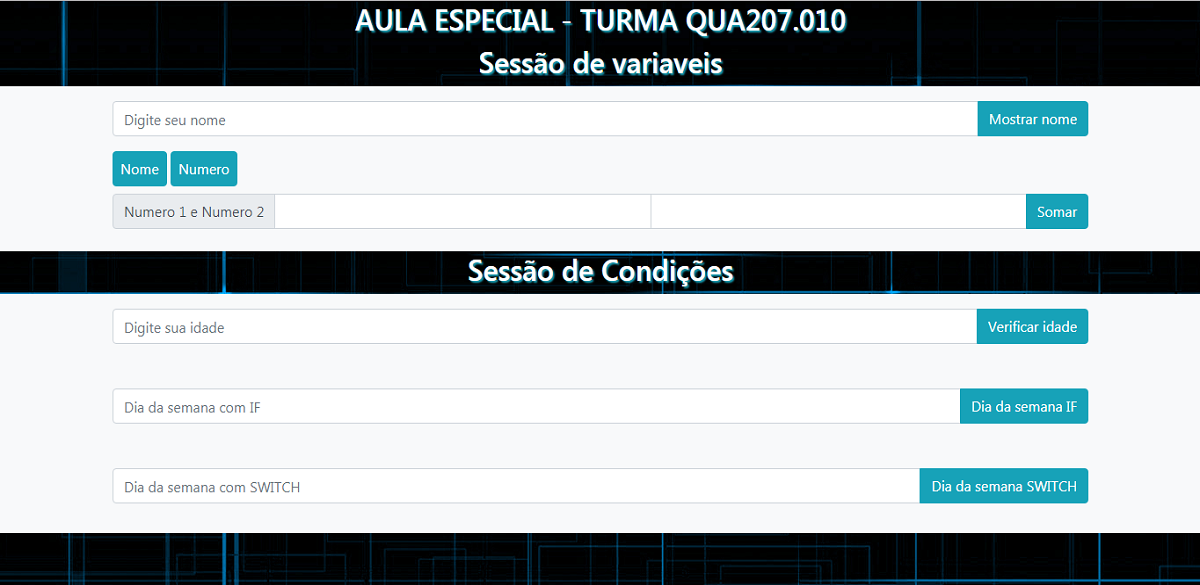 AULA ESPECIAL - TURMA QUA207.010
Sessão de variaveis
Digite seu nome Mostrar nome
Nome Numero
Numero 1 e Numero 2 Somar
Sessão de Condições
Digite sua idade Verificar idade
Dia da semana com IF Dia da semana IF
Dia da semana com SWITCH Dia da semana SWITCH